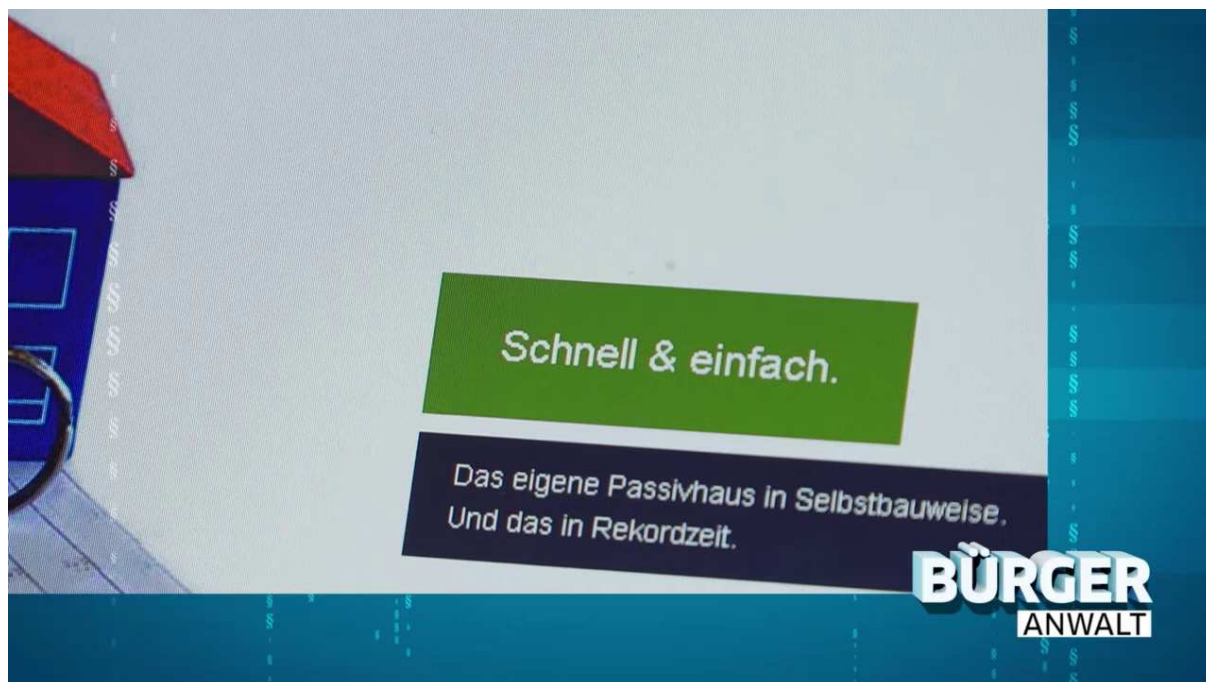 Schnell & einfach.
Das eigene Passivhaus in Selbstbauweise.
Und das in Rekordzeit.
BÜRGER
ANWALT